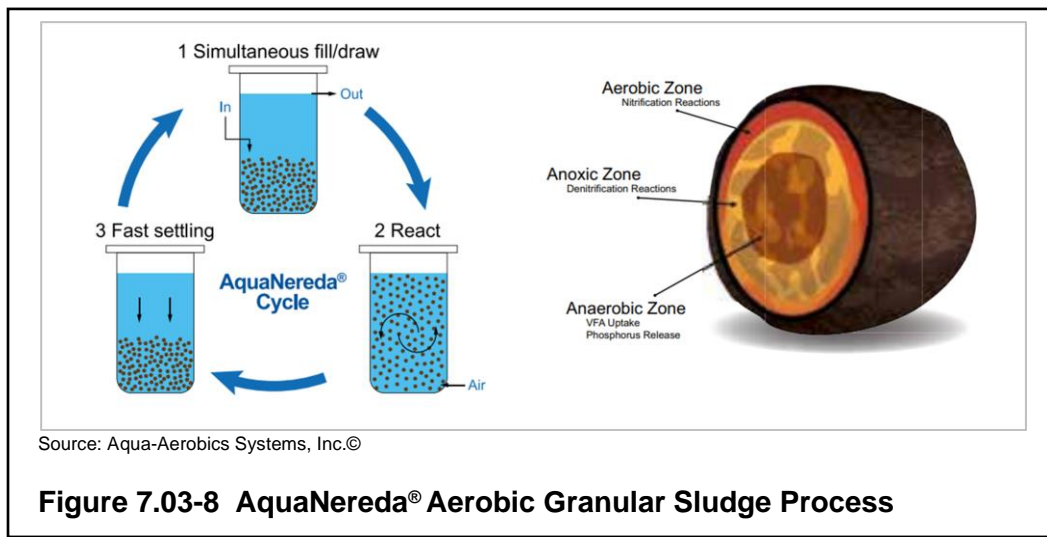 1 Simultaneous fill/draw
In
Out
3 Fast settling
2 React
AquaNereda®
Cycle
Air
Aerobic Zone
Nitrification Reactions
Anoxic Zone
Denitrification Reactions
Anaerobic Zone
VFA Uptake
Phosphorus Release
Source: Aqua-Aerobics Systems, Inc.©
Figure 7.03-8 AquaNereda® Aerobic Granular Sludge Process